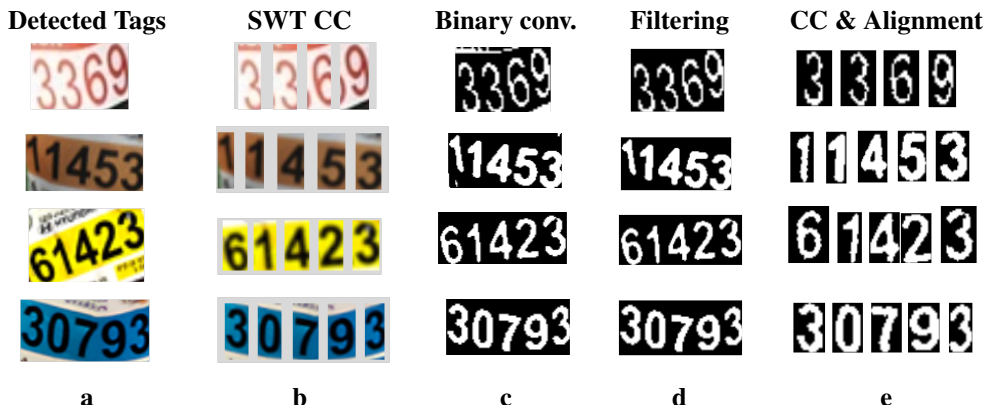 Detected Tags SWT CC Binary conv. Filtering CC & Alignment
3369 3369 3369 3369 3369
11453 11453 11453 11453 11453
61423 61423 61423 61423 61423
30793 30793 30793 30793 30793
a b c d e